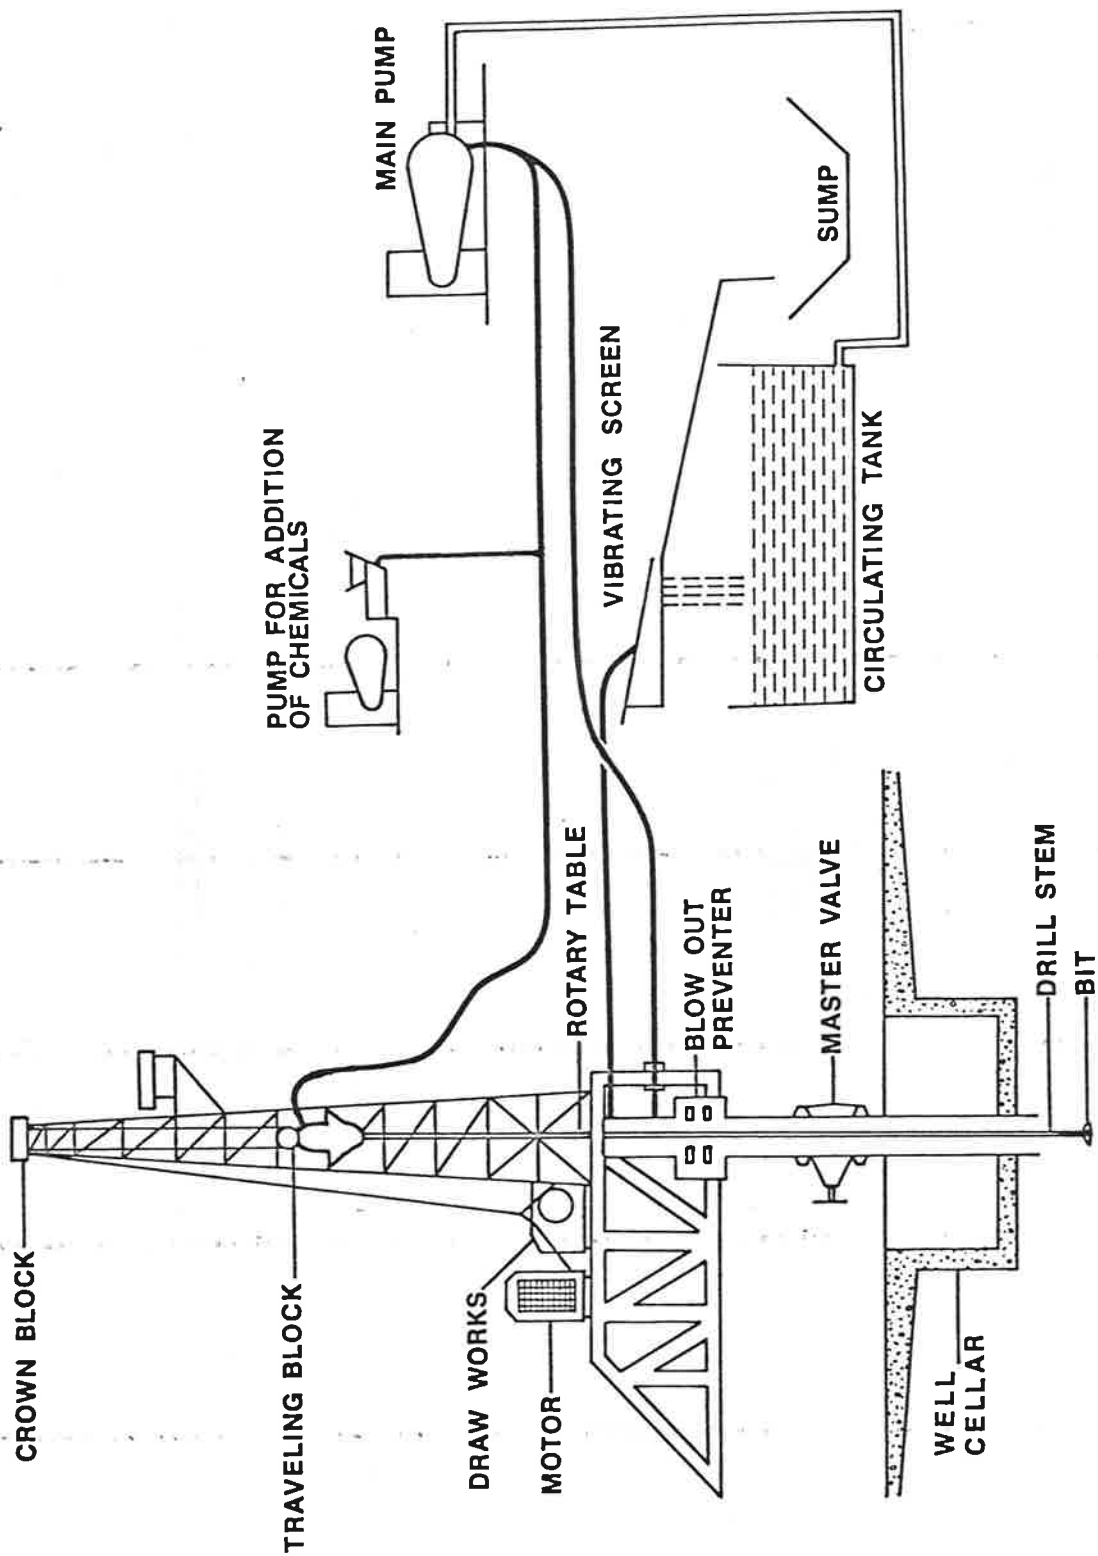 CROWN BLOCK
TRAVELING BLOCK
DRAW WORKS
MOTOR
WELL
CELLAR
PUMP FOR ADDITION
OF CHEMICALS
MAIN PUMP
ROTARY TABLE
BLOW OUT
PREVENTER
MASTER VALVE
DRILL STEM
BIT
VIBRATING SCREEN
CIRCULATING TANK
SUMP